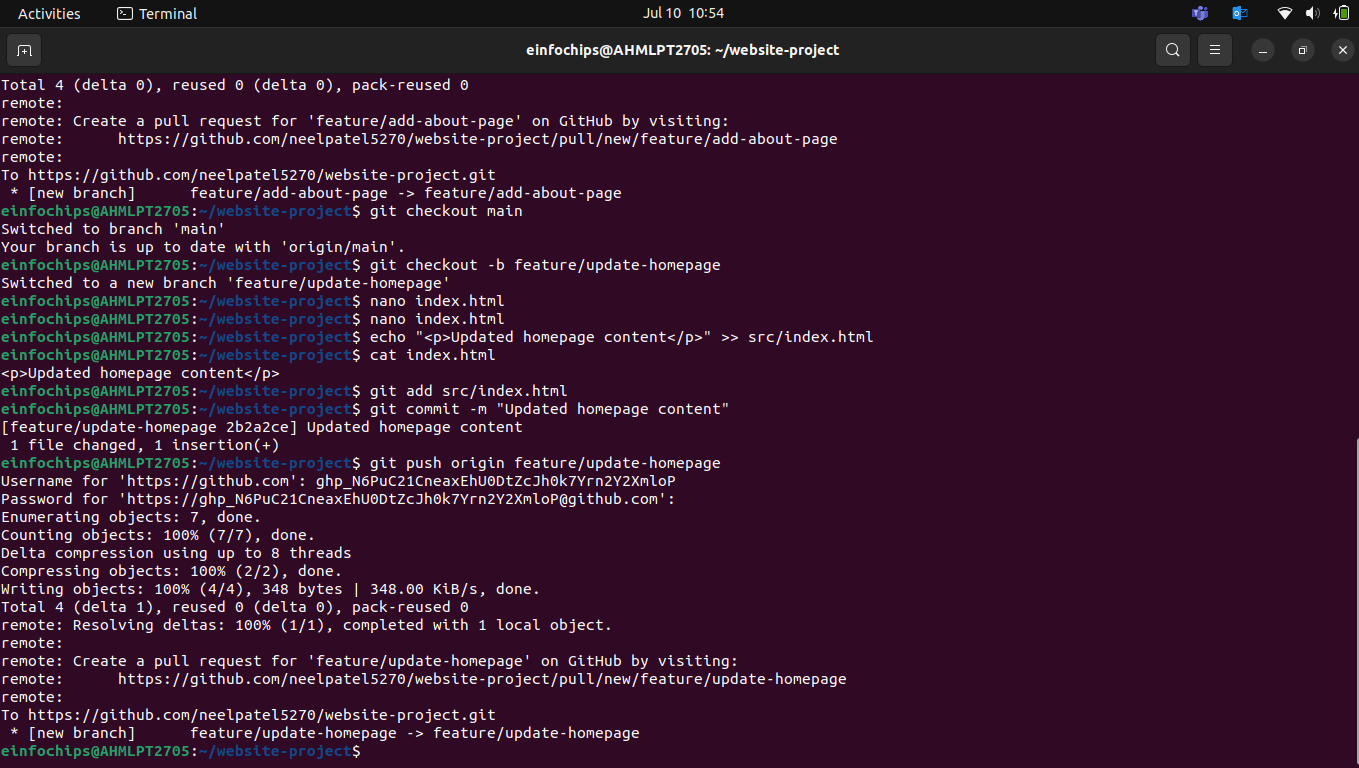 Activities
Terminal
Jul 10 10:54
einfochips@AHMLPT2705: ~/website-project
Total 4 (delta 0), reused 0 (delta 0), pack-reused 0
remote:
remote: Create a pull request for 'feature/add-about-page' on GitHub by visiting:
remote:      https://github.com/neelpatel5270/website-project/pull/new/feature/add-about-page
remote:
To https://github.com/neelpatel5270/website-project.git
 * [new branch]      feature/add-about-page -> feature/add-about-page
einfochips@AHMLPT2705:~/website-project$ git checkout main
Switched to branch 'main'
Your branch is up to date with 'origin/main'.
einfochips@AHMLPT2705:~/website-project$ git checkout -b feature/update-homepage
Switched to a new branch 'feature/update-homepage'
einfochips@AHMLPT2705:~/website-project$ nano index.html
einfochips@AHMLPT2705:~/website-project$ nano index.html
einfochips@AHMLPT2705:~/website-project$ echo "<p>Updated homepage content</p>" >> src/index.html
einfochips@AHMLPT2705:~/website-project$ cat index.html
<p>Updated homepage content</p>
einfochips@AHMLPT2705:~/website-project$ git add src/index.html
einfochips@AHMLPT2705:~/website-project$ git commit -m "Updated homepage content"
[feature/update-homepage 2b2a2ce] Updated homepage content
 1 file changed, 1 insertion(+)
einfochips@AHMLPT2705:~/website-project$ git push origin feature/update-homepage
Username for 'https://github.com': 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
Password for 'https://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@github.com':
Enumerating objects: 7, done.
Counting objects: 100% (7/7), done.
Delta compression using up to 8 threads
Compressing objects: 100% (2/2), done.
Writing objects: 100% (4/4), 348 bytes | 348.00 KiB/s, done.
Total 4 (delta 1), reused 0 (delta 0), pack-reused 0
remote: Resolving deltas: 100% (1/1), completed with 1 local object.
remote:
remote: Create a pull request for 'feature/update-homepage' on GitHub by visiting:
remote:      https://github.com/neelpatel5270/website-project/pull/new/feature/update-homepage
remote:
To https://github.com/neelpatel5270/website-project.git
 * [new branch]      feature/update-homepage -> feature/update-homepage
einfochips@AHMLPT2705:~/website-project$